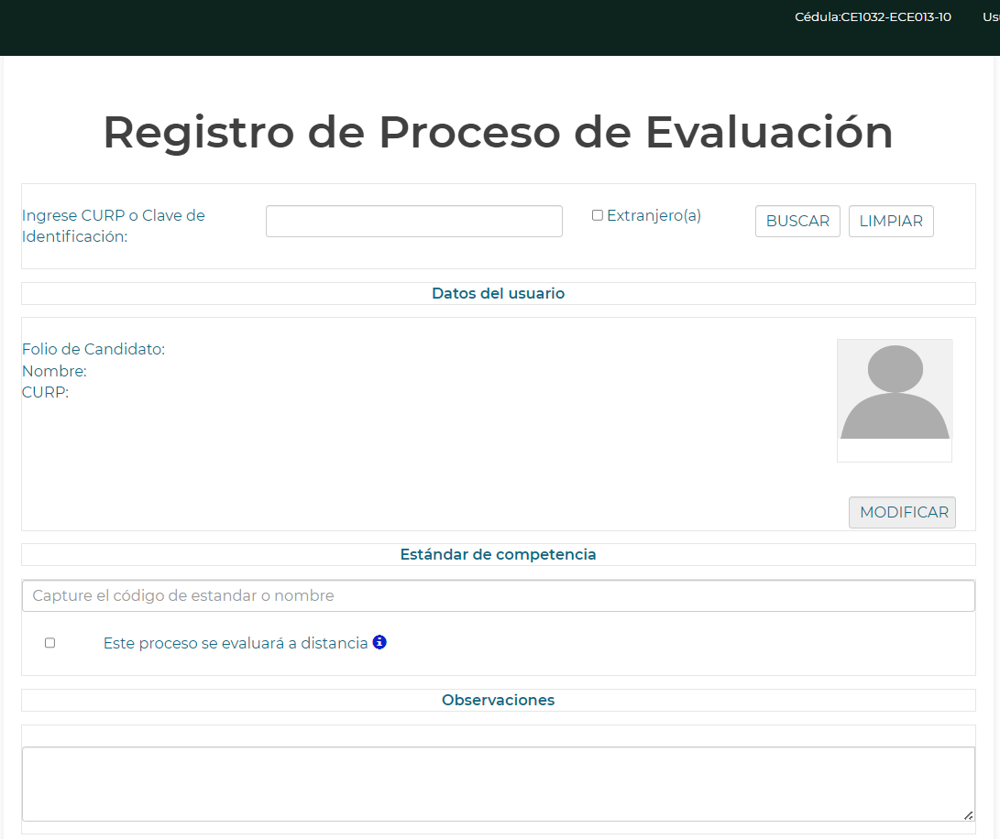 Cédula:CE1032-ECE013-10
Registro de Proceso de Evaluación
Ingrese CURP o Clave de
Identificación:
Extranjero(a)
BUSCAR
LIMPIAR
Datos del usuario
Folio de Candidato:
Nombre:
CURP:
MODIFICAR
Estándar de competencia
Capture el código de estandar o nombre
Este proceso se evaluará a distancia
Observaciones